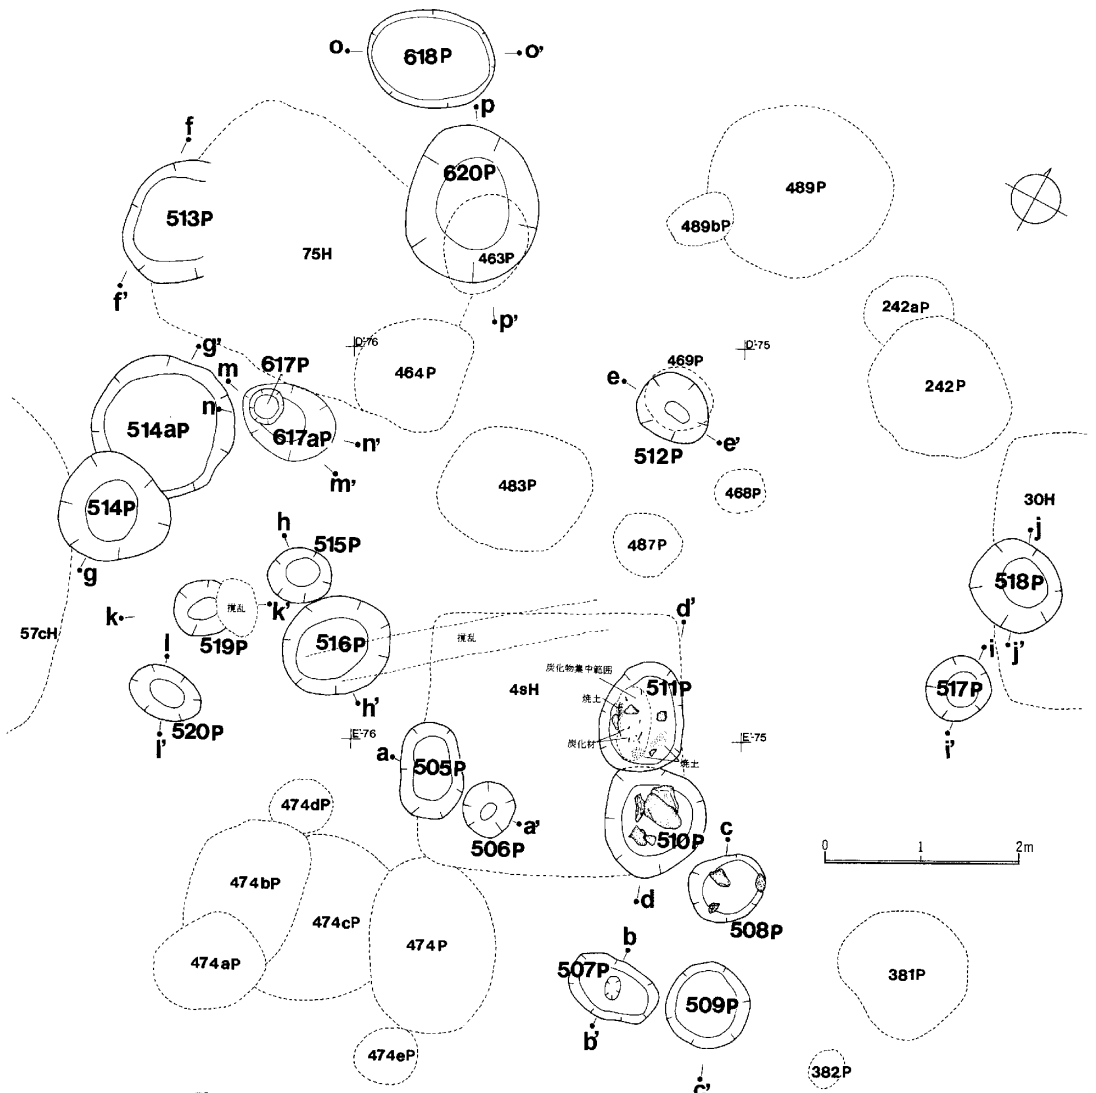 o
618P
o'
p
f
620P
489P
513P
489bP
75H
463P
f'
242aP
p'
g'
D'-76
D'-75
617P
469P
m
464P
e
242P
n
514aP
617aP
n'
e'
512P
m'
483P
468P
30H
514P
h
j
515P
487P
g
518P
k
攪乱
k'
d'
57cH
519P
l
516P
攪乱
i
j'
炭化物集中範囲
4sH
511P
517P
焼土
h'
520P
l'
E'-76
炭化材
E'-75
i'
a
焼土
505P
474dP
a'
c
510P
506P
0 1 2m
474bP
d
474cP
508P
474P
b
474aP
507P
381P
509P
b'
474eP
382P
c'